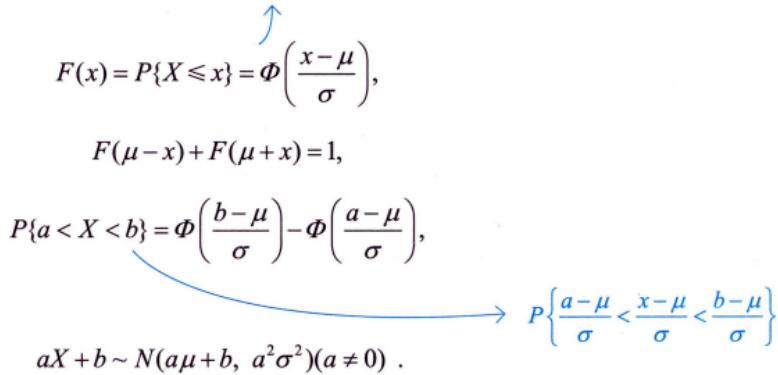 F(x) = P{X ⩽ x} = Φ((x − μ)/σ),
F(μ − x) + F(μ + x) = 1,
P{a < X < b} = Φ((b − μ)/σ) − Φ((a − μ)/σ),
P{(a − μ)/σ < (x − μ)/σ < (b − μ)/σ}
aX + b ~ N(aμ + b, a²σ²)(a ≠ 0) .